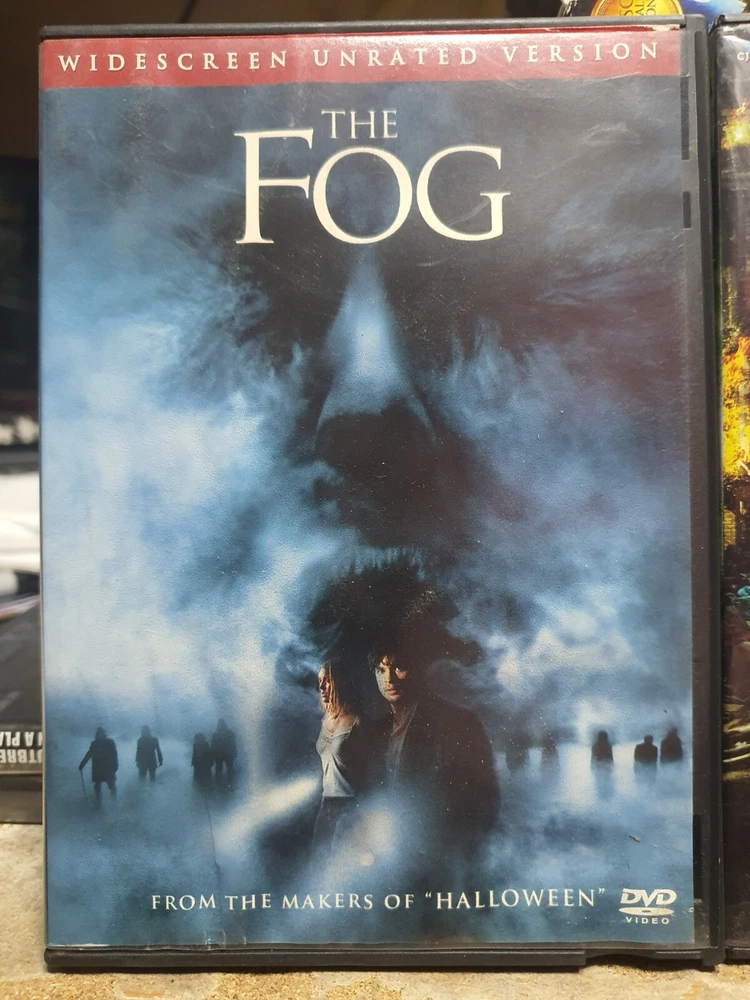 WIDESCREEN UNRATED VERSION
THE
FOG
FROM THE MAKERS OF "HALLOWEEN"
DVD
VIDEO